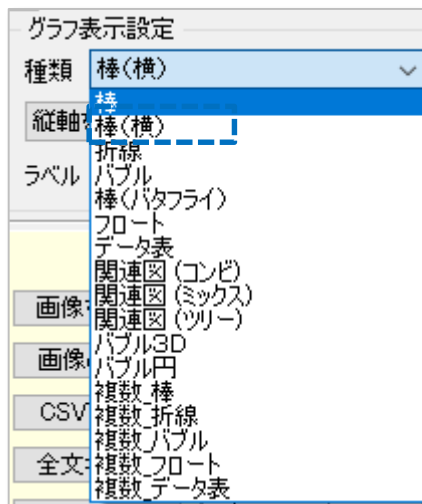 グラフ表示設定
種類 棒(横)
棒
縦軸
棒(横)
折線
ラベル
バブル
棒(バタフライ)
フロート
データ表
関連図 (コンビ)
画像
関連図 (ミックス)
関連図 (ツリー)
バブル3D
画像
バブル円
複数_棒
CSV
複数_折線
複数_バブル
全文
複数_フロート
複数_データ表